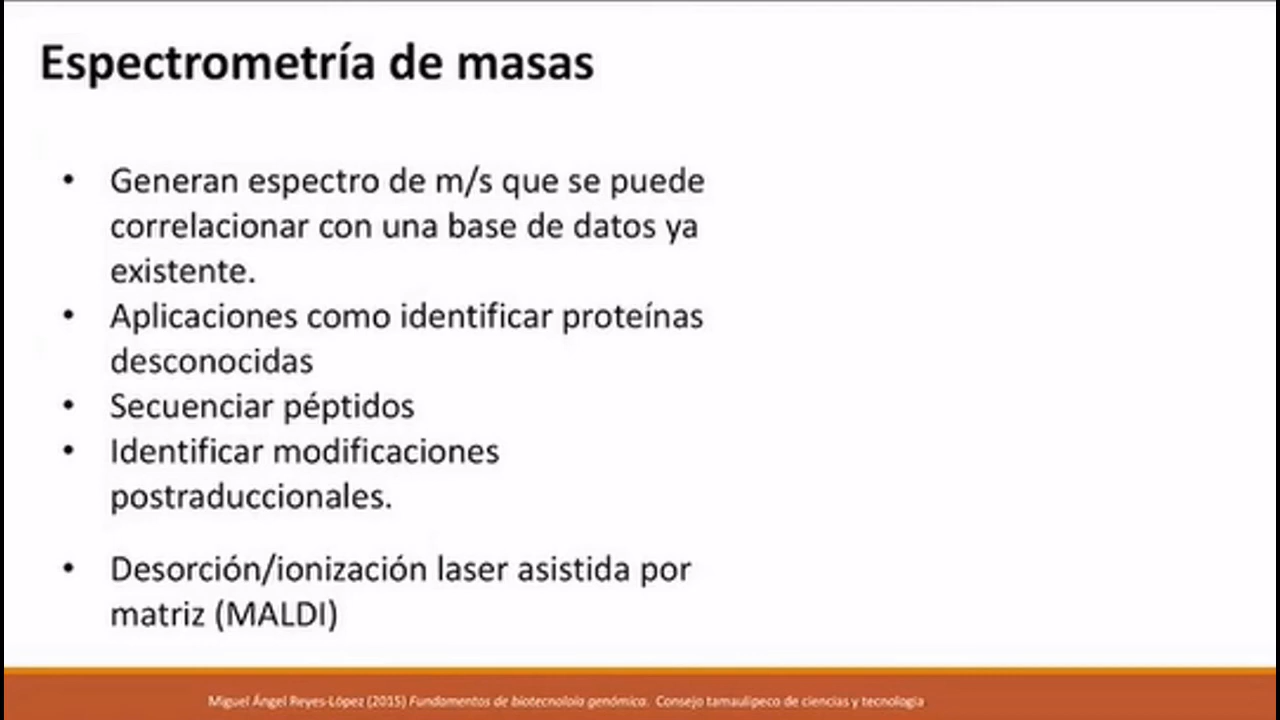 Espectrometría de masas
• Generan espectro de m/s que se puede
correlacionar con una base de datos ya
existente.
• Aplicaciones como identificar proteínas
desconocidas
• Secuenciar péptidos
• Identificar modificaciones
postraduccionales.
• Desorción/ionización laser asistida por
matriz (MALDI)
Miguel Ángel Reyes-López (2015) Fundamentos de biotecnoloía genómica. Consejo tamaulipeco de ciencias y tecnología